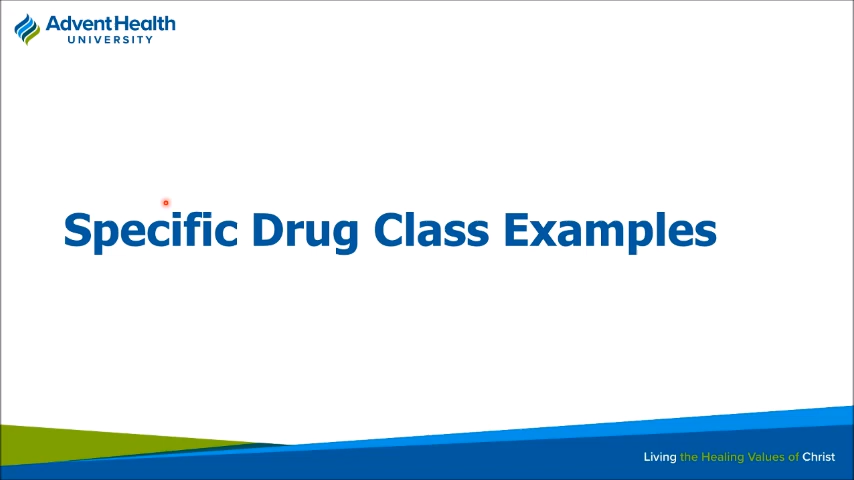 AdventHealth
UNIVERSITY
Specific Drug Class Examples
Living the Healing Values of Christ